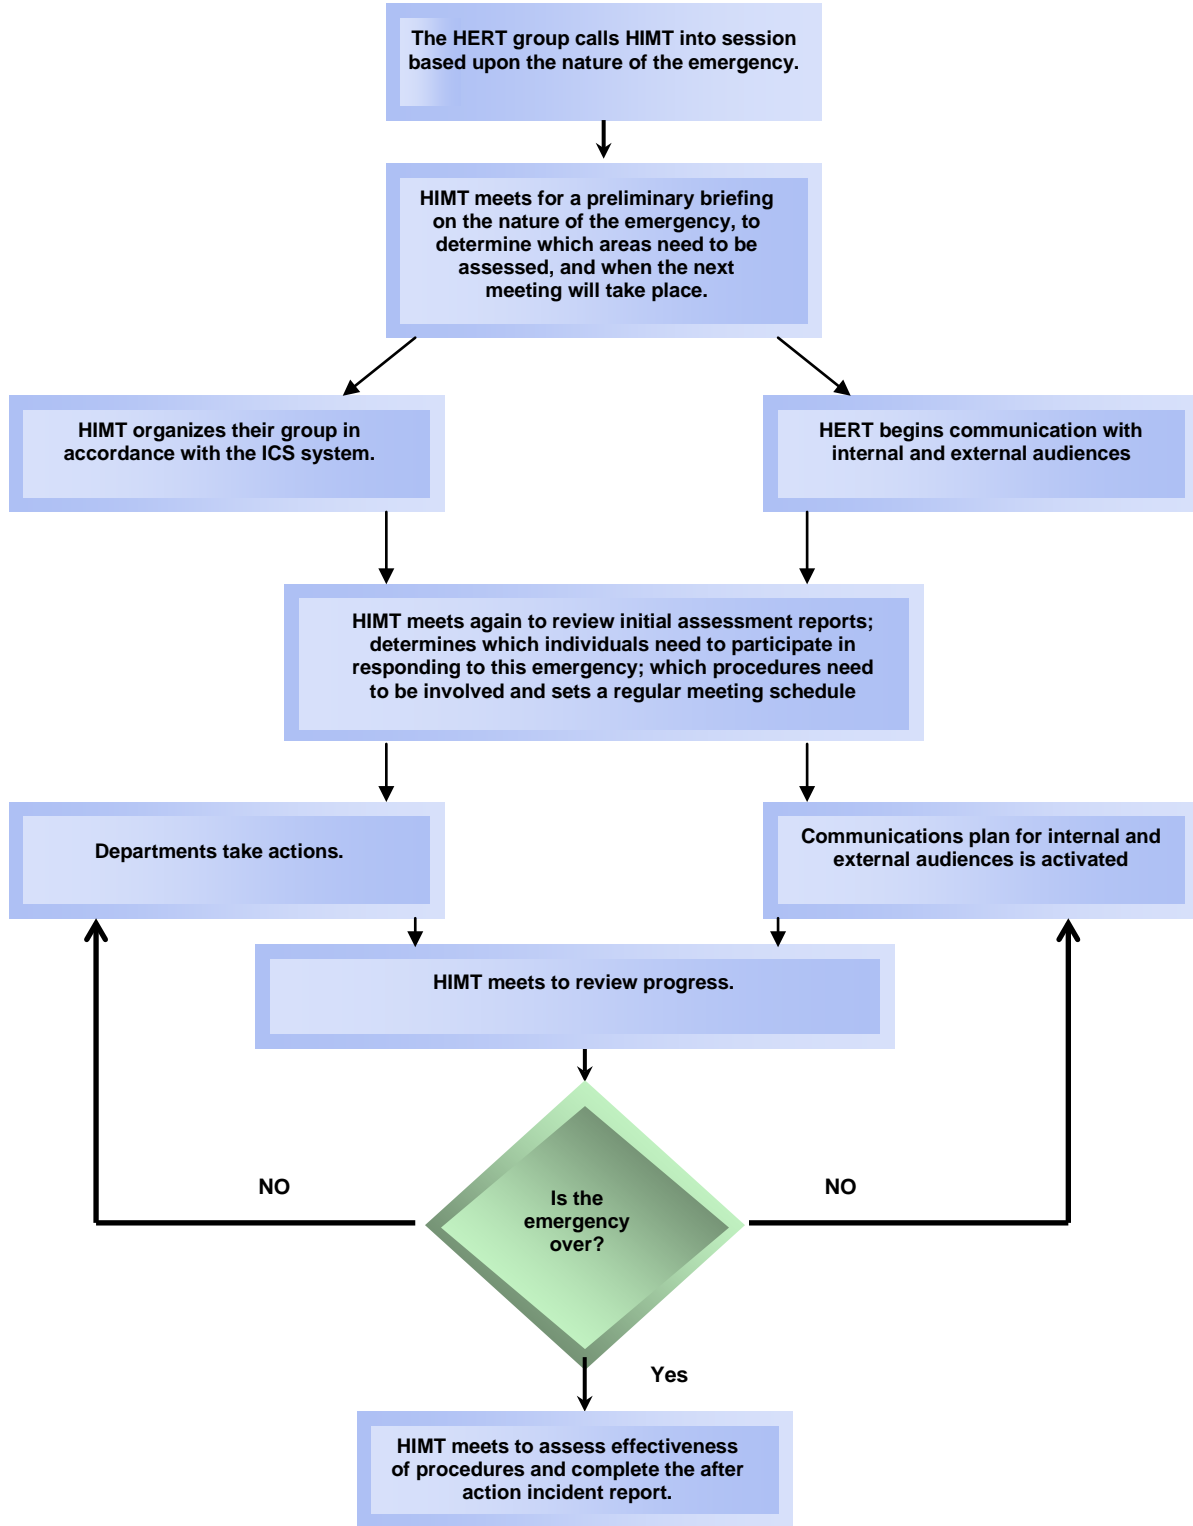 The HERT group calls HIMT into session
based upon the nature of the emergency.
HIMT meets for a preliminary briefing
on the nature of the emergency, to
determine which areas need to be
assessed, and when the next
meeting will take place.
HIMT organizes their group in
accordance with the ICS system.
HERT begins communication with
internal and external audiences
HIMT meets again to review initial assessment reports;
determines which individuals need to participate in
responding to this emergency; which procedures need
to be involved and sets a regular meeting schedule
Departments take actions.
Communications plan for internal and
external audiences is activated
HIMT meets to review progress.
NO
Is the
emergency
over?
NO
Yes
HIMT meets to assess effectiveness
of procedures and complete the after
action incident report.